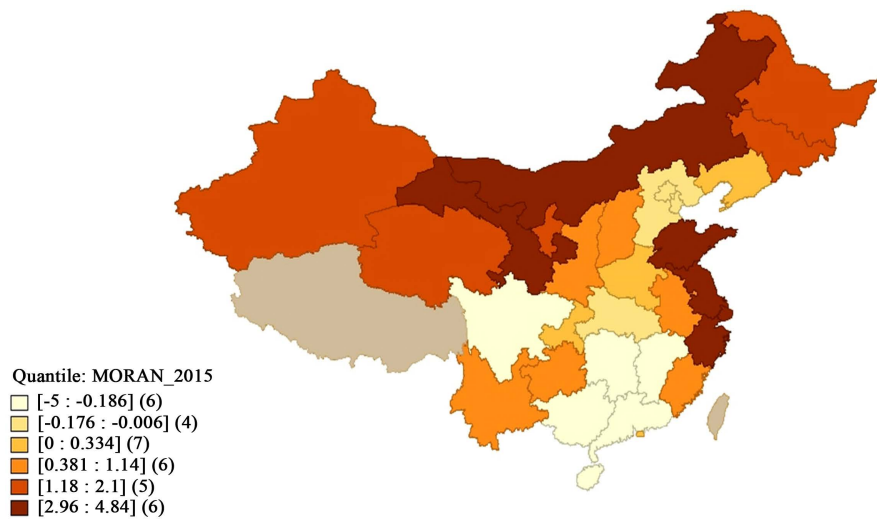 Quantile: MORAN_2015
[-5 : -0.186] (6)
[-0.176 : -0.006] (4)
[0 : 0.334] (7)
[0.381 : 1.14] (6)
[1.18 : 2.1] (5)
[2.96 : 4.84] (6)